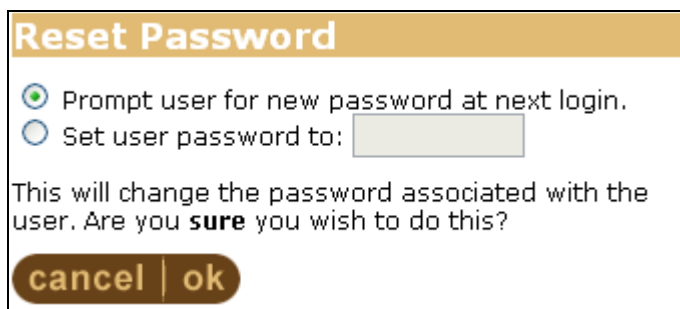 Reset Password
Prompt user for new password at next login.
Set user password to:
This will change the password associated with the
user. Are you sure you wish to do this?
cancel | ok